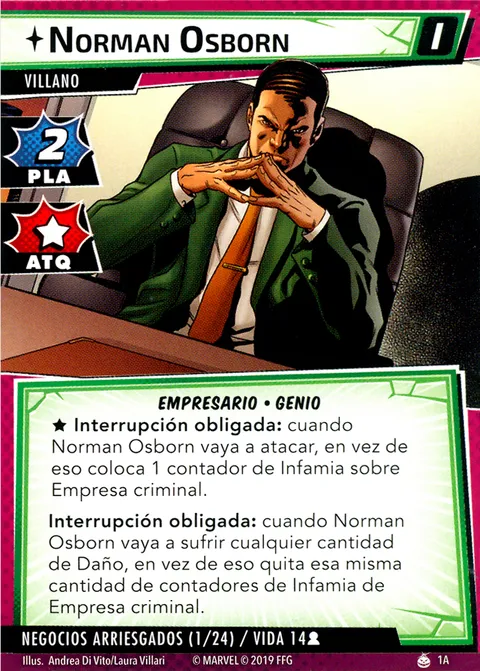 NORMAN OSBORN
I
VILLANO
2
PLA
ATQ
EMPRESARIO • GENIO
★ Interrupción obligada: cuando
Norman Osborn vaya a atacar, en vez de
eso coloca 1 contador de Infamia sobre
Empresa criminal.
Interrupción obligada: cuando Norman
Osborn vaya a sufrir cualquier cantidad
de Daño, en vez de eso quita esa misma
cantidad de contadores de Infamia de
Empresa criminal.
NEGOCIOS ARRIESGADOS (1/24) / VIDA 14
Illus. Andrea Di Vito/Laura Villari © MARVEL © 2019 FFG 1A